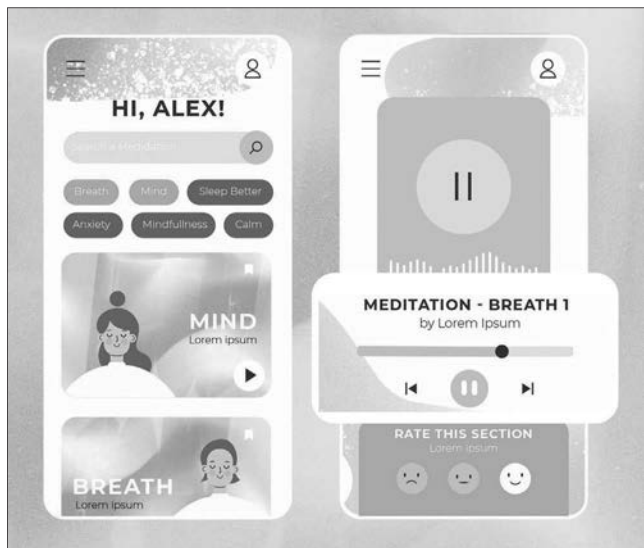 HI, ALEX!
Search a Meditation
Breath Mind Sleep Better
Anxiety Mindfullness Calm
MIND
Lorem ipsum
BREATH
Lorem ipsum
MEDITATION - BREATH 1
by Lorem Ipsum
RATE THIS SECTION
Lorem ipsum